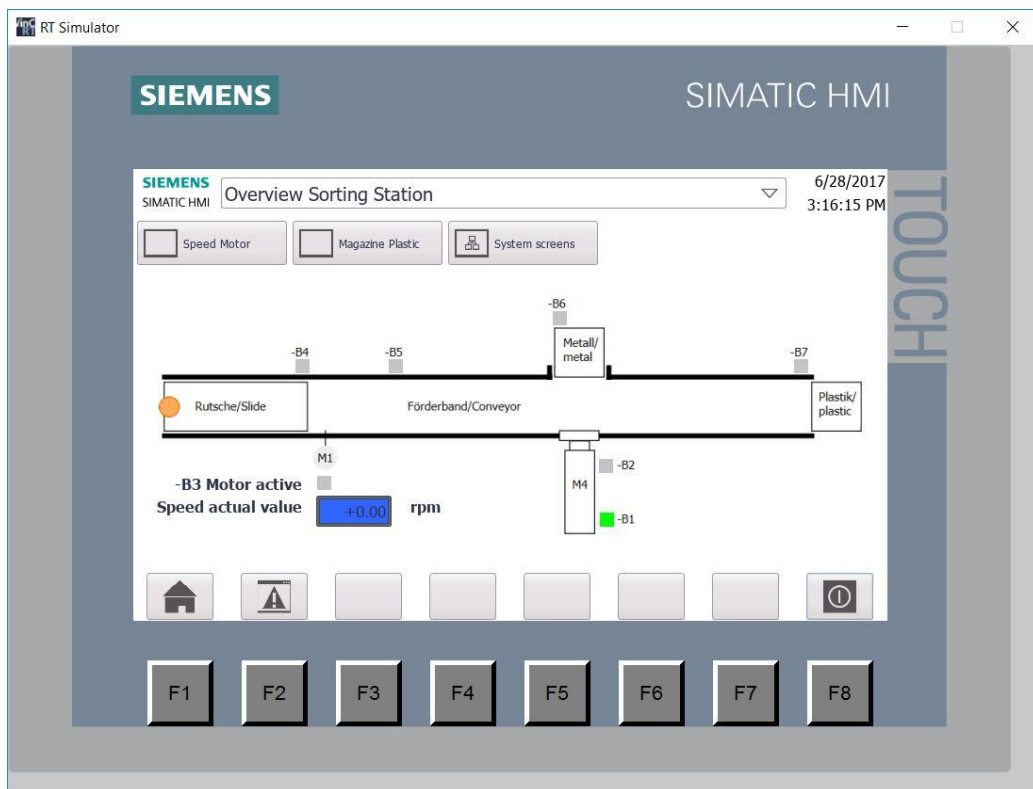 RT Simulator
SIEMENS
SIMATIC HMI
TOUCH
SIEMENS
SIMATIC HMI
Overview Sorting Station
6/28/2017
3:16:15 PM
Speed Motor
Magazine Plastic
System screens
-B6
Metall/
metal
-B4
-B5
-B7
Rutsche/Slide
Förderband/Conveyor
Plastik/
plastic
M1
-B3 Motor active
Speed actual value
+0.00
rpm
M4
-B2
-B1
F1
F2
F3
F4
F5
F6
F7
F8